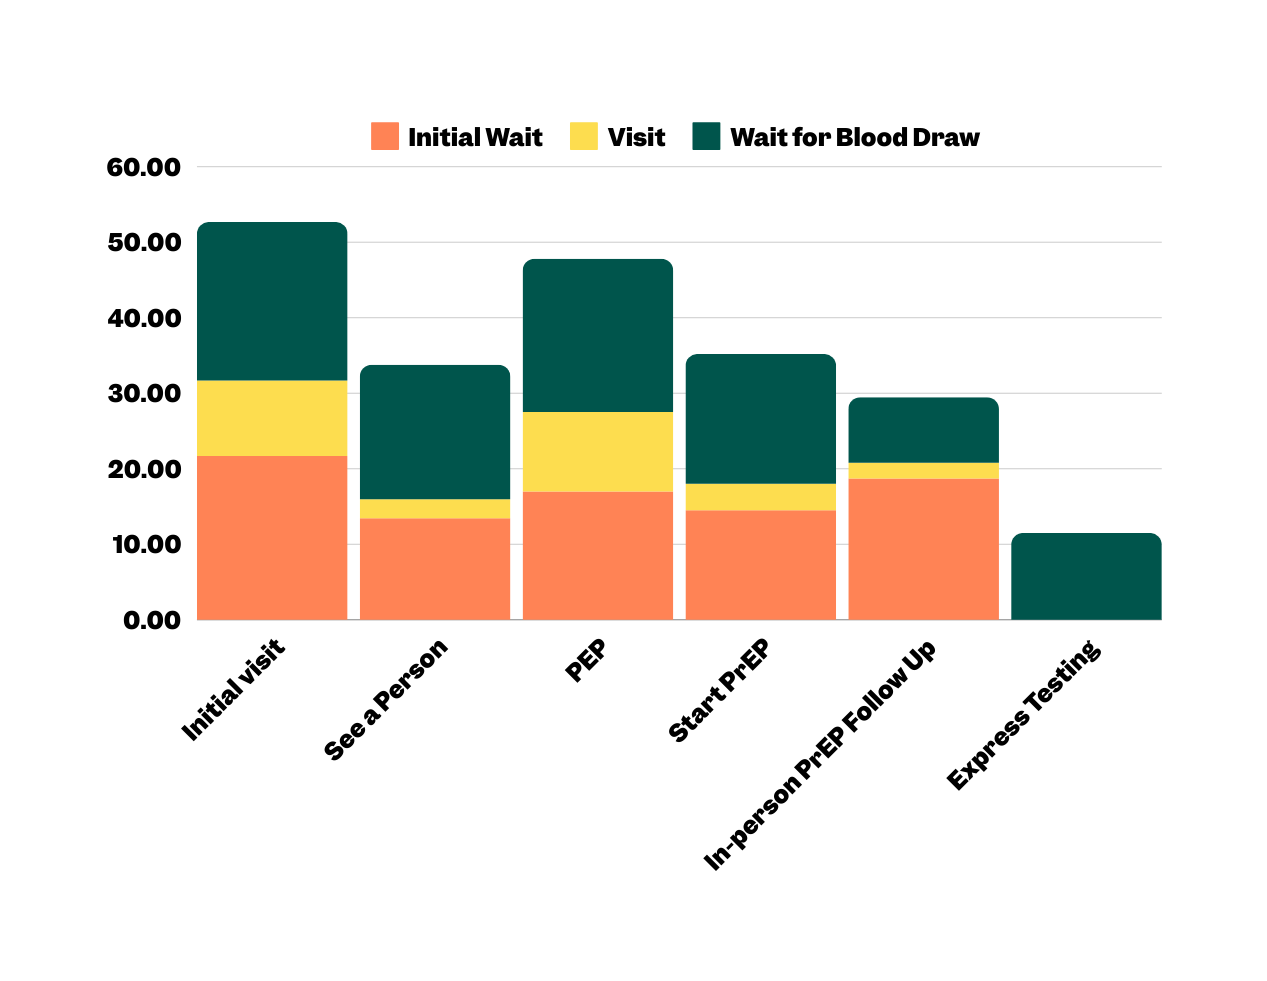 Initial Wait Visit Wait for Blood Draw
60.00
50.00
40.00
30.00
20.00
10.00
0.00
Initial visit
See a Person
PEP
Start PrEP
In-person PrEP Follow Up
Express Testing